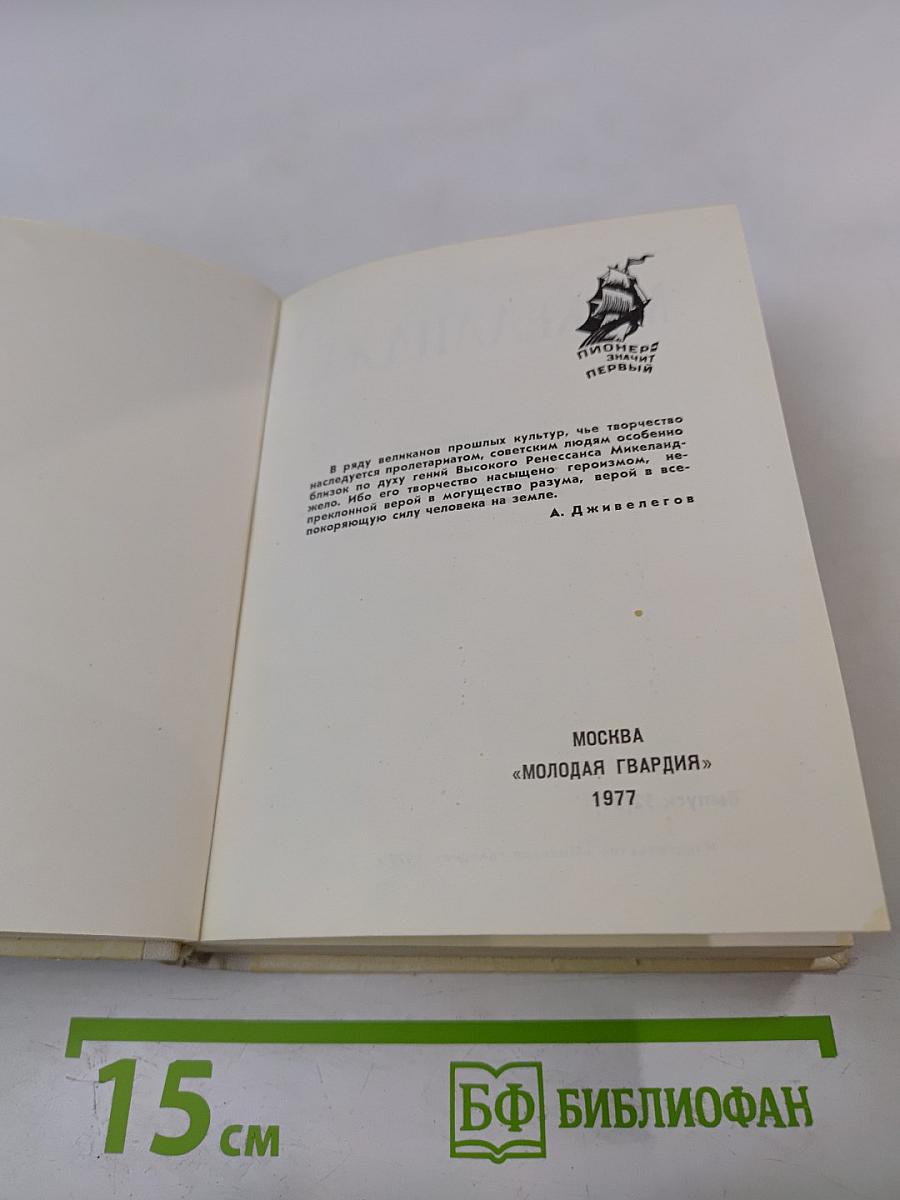 ПИОНЕР
ЗНАЧИТ
ПЕРВЫЙ
В ряду великанов прошлых культур, чье творчество
наследуется пролетариатом, советским людям особенно
близок по духу гений Высокого Ренессанса Микеланд-
жело. Ибо его творчество насыщено героизмом, не-
преклонной верой в могущество разума, верой в все-
покоряющую силу человека на земле.
А. Дживелегов
МОСКВА
«МОЛОДАЯ ГВАРДИЯ»
1977
15 см
БФ БИБЛИОФАН